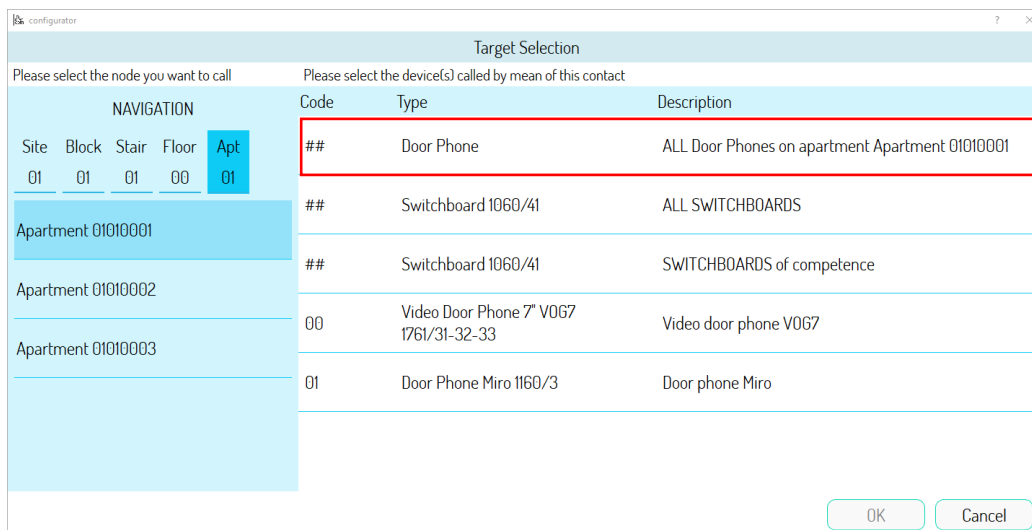 configurator
?
Target Selection
Please select the node you want to call
Please select the device(s) called by mean of this contact
NAVIGATION
Site Block Stair Floor Apt
01 01 01 00 01
Apartment 01010001
Apartment 01010002
Apartment 01010003
Code Type Description
## Door Phone ALL Door Phones on apartment Apartment 01010001
## Switchboard 1060/41 ALL SWITCHBOARDS
## Switchboard 1060/41 SWITCHBOARDS of competence
00 Video Door Phone 7" VOG7 Video door phone VOG7
1761/31-32-33
01 Door Phone Miro 1160/3 Door phone Miro
OK Cancel